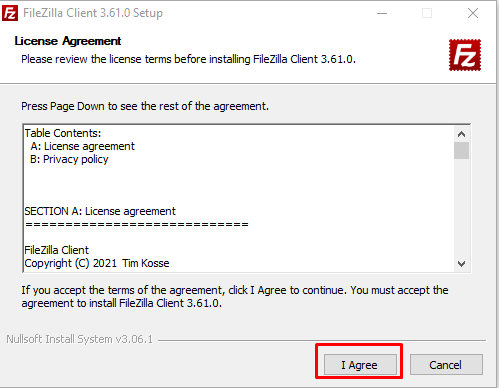 FileZilla Client 3.61.0 Setup
License Agreement
Please review the license terms before installing FileZilla Client 3.61.0.
Fz
Press Page Down to see the rest of the agreement.
Table Contents:
A: License agreement
B: Privacy policy
SECTION A: License agreement
=============================
FileZilla Client
Copyright (C) 2021 Tim Kosse
If you accept the terms of the agreement, click I Agree to continue. You must accept the
agreement to install FileZilla Client 3.61.0.
Nullsoft Install System v3.06.1
I Agree Cancel